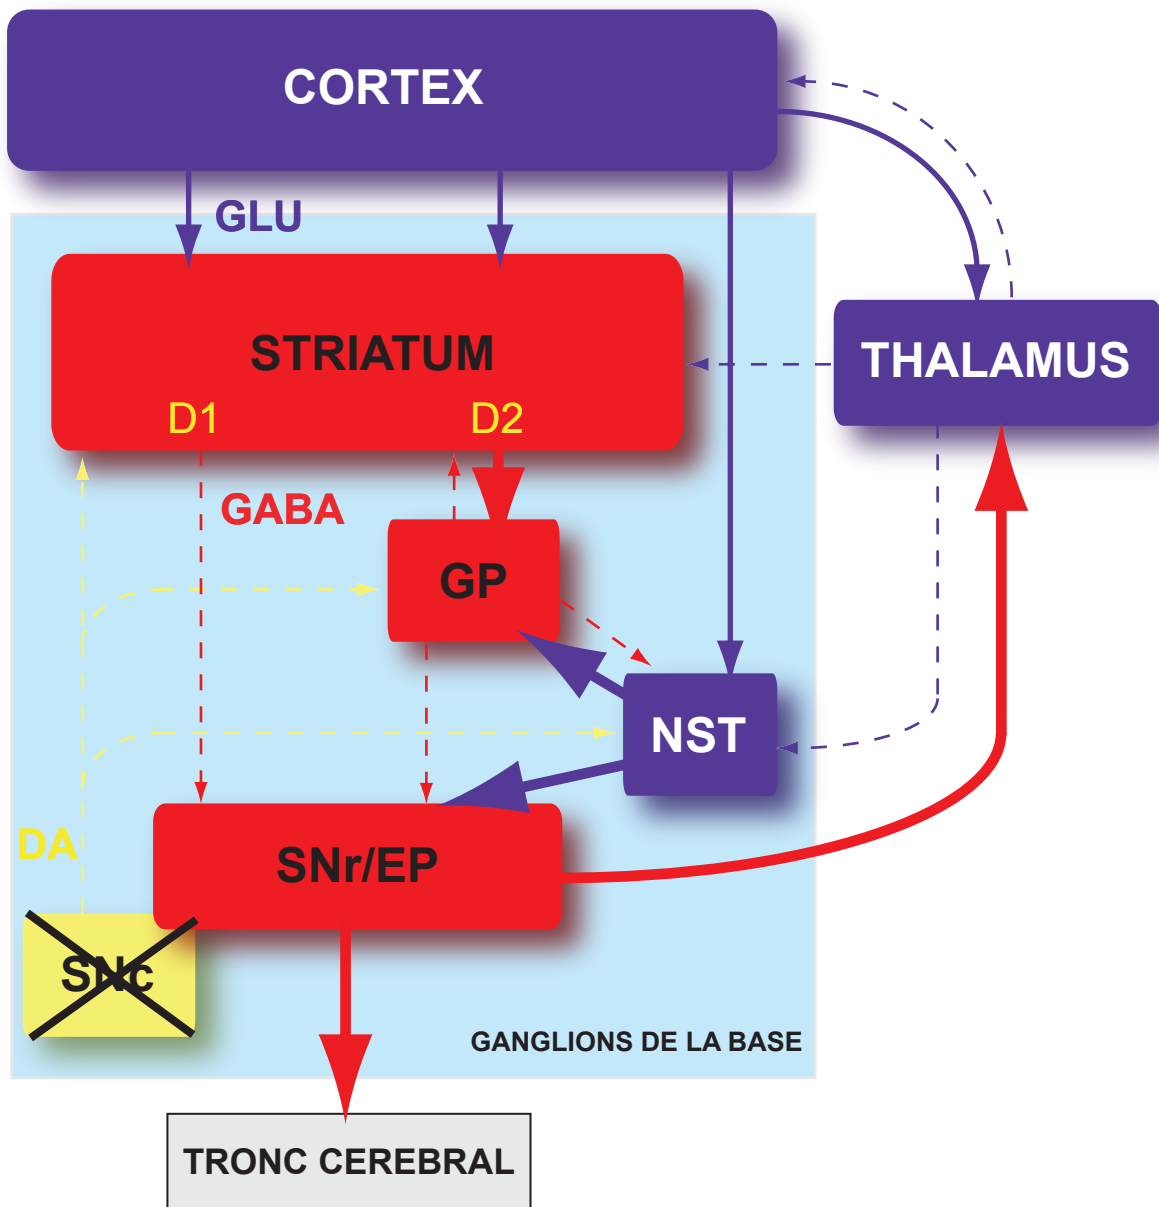 CORTEX
GLU
STRIATUM
THALAMUS
D1
D2
GABA
GP
NST
DA
SNr/EP
SNc
GANGLIONS DE LA BASE
TRONC CEREBRAL